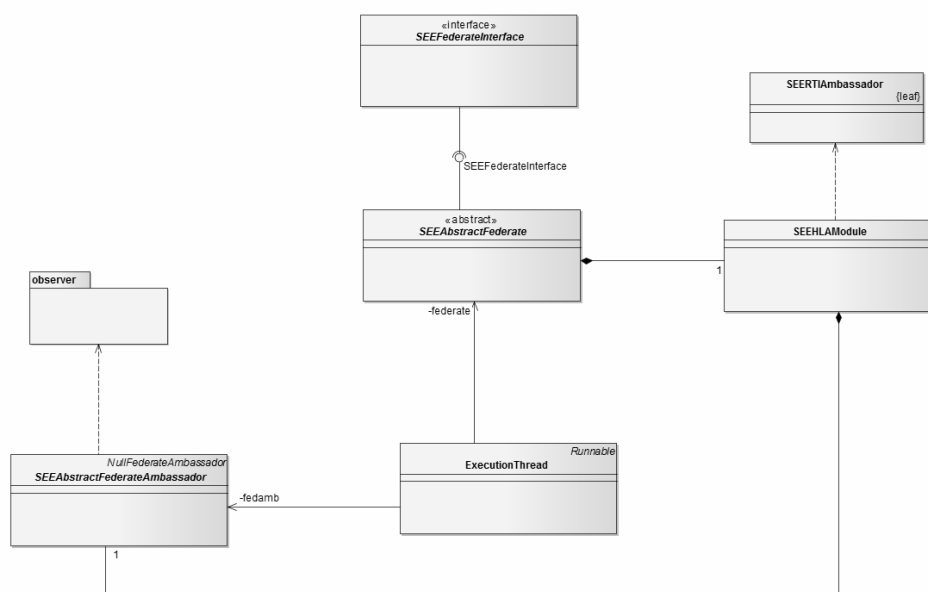 «interface»
SEEFederateInterface
SEERTIAmbassador
{leaf}
SEEFederateInterface
«abstract»
SEEAbstractFederate
SEEHLAModule
1
observer
-federate
NullFederateAmbassador
SEEAbstractFederateAmbassador
Runnable
ExecutionThread
-fedamb
1